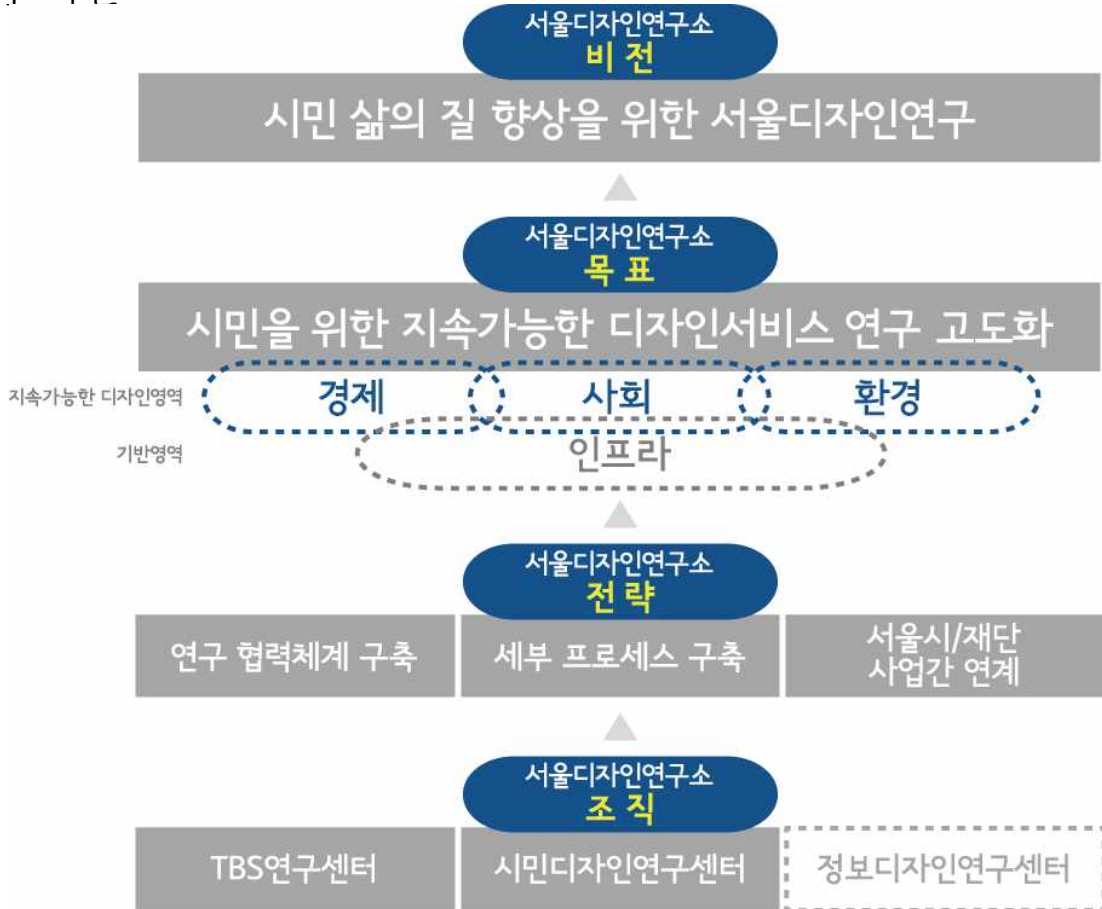 서울디자인연구소
비 전
시민 삶의 질 향상을 위한 서울디자인연구
서울디자인연구소
목 표
시민을 위한 지속가능한 디자인서비스 연구 고도화
지속가능한 디자인영역
경제
사회
환경
기반영역
인프라
서울디자인연구소
전 략
연구 협력체계 구축
세부 프로세스 구축
서울시/재단
사업간 연계
서울디자인연구소
조 직
TBS연구센터
시민디자인연구센터
정보디자인연구센터